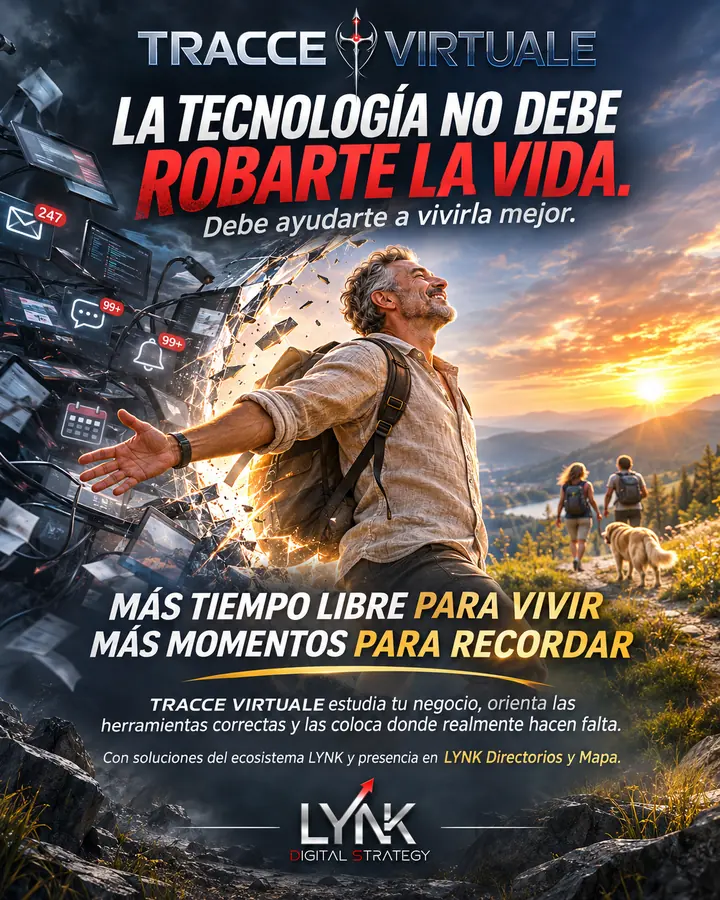 TRACCE VIRTUALE
LA TECNOLOGÍA NO DEBE
ROBARTE LA VIDA.
Debe ayudarte a vivirla mejor.
247
99+
99+
MÁS TIEMPO LIBRE PARA VIVIR
MÁS MOMENTOS PARA RECORDAR
TRACCE VIRTUALE estudia tu negocio, orienta las
herramientas correctas y las coloca donde realmente hacen falta.
Con soluciones del ecosistema LYNK y presencia en LYNK Directorios y Mapa.
LYNK
DIGITAL STRATEGY